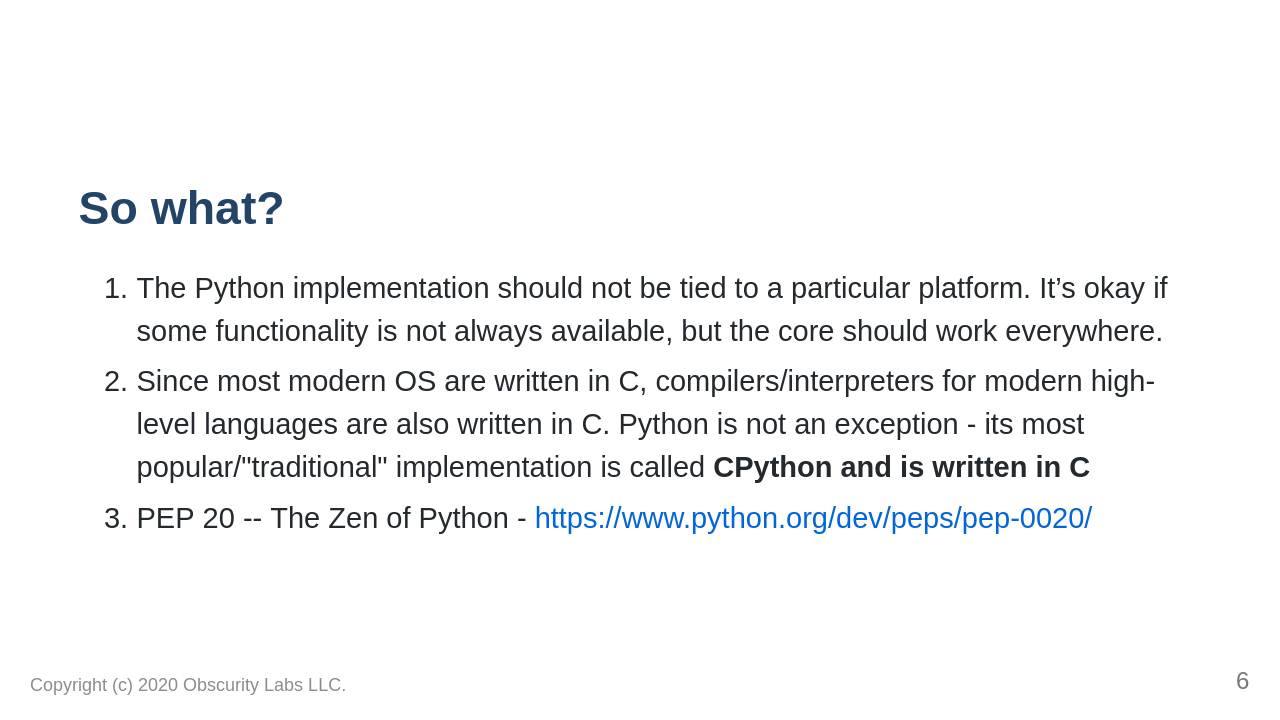 So what?
1. The Python implementation should not be tied to a particular platform. It’s okay if
some functionality is not always available, but the core should work everywhere.
2. Since most modern OS are written in C, compilers/interpreters for modern high-
level languages are also written in C. Python is not an exception - its most
popular/"traditional" implementation is called CPython and is written in C
3. PEP 20 -- The Zen of Python - https://www.python.org/dev/peps/pep-0020/
Copyright (c) 2020 Obscurity Labs LLC.
6